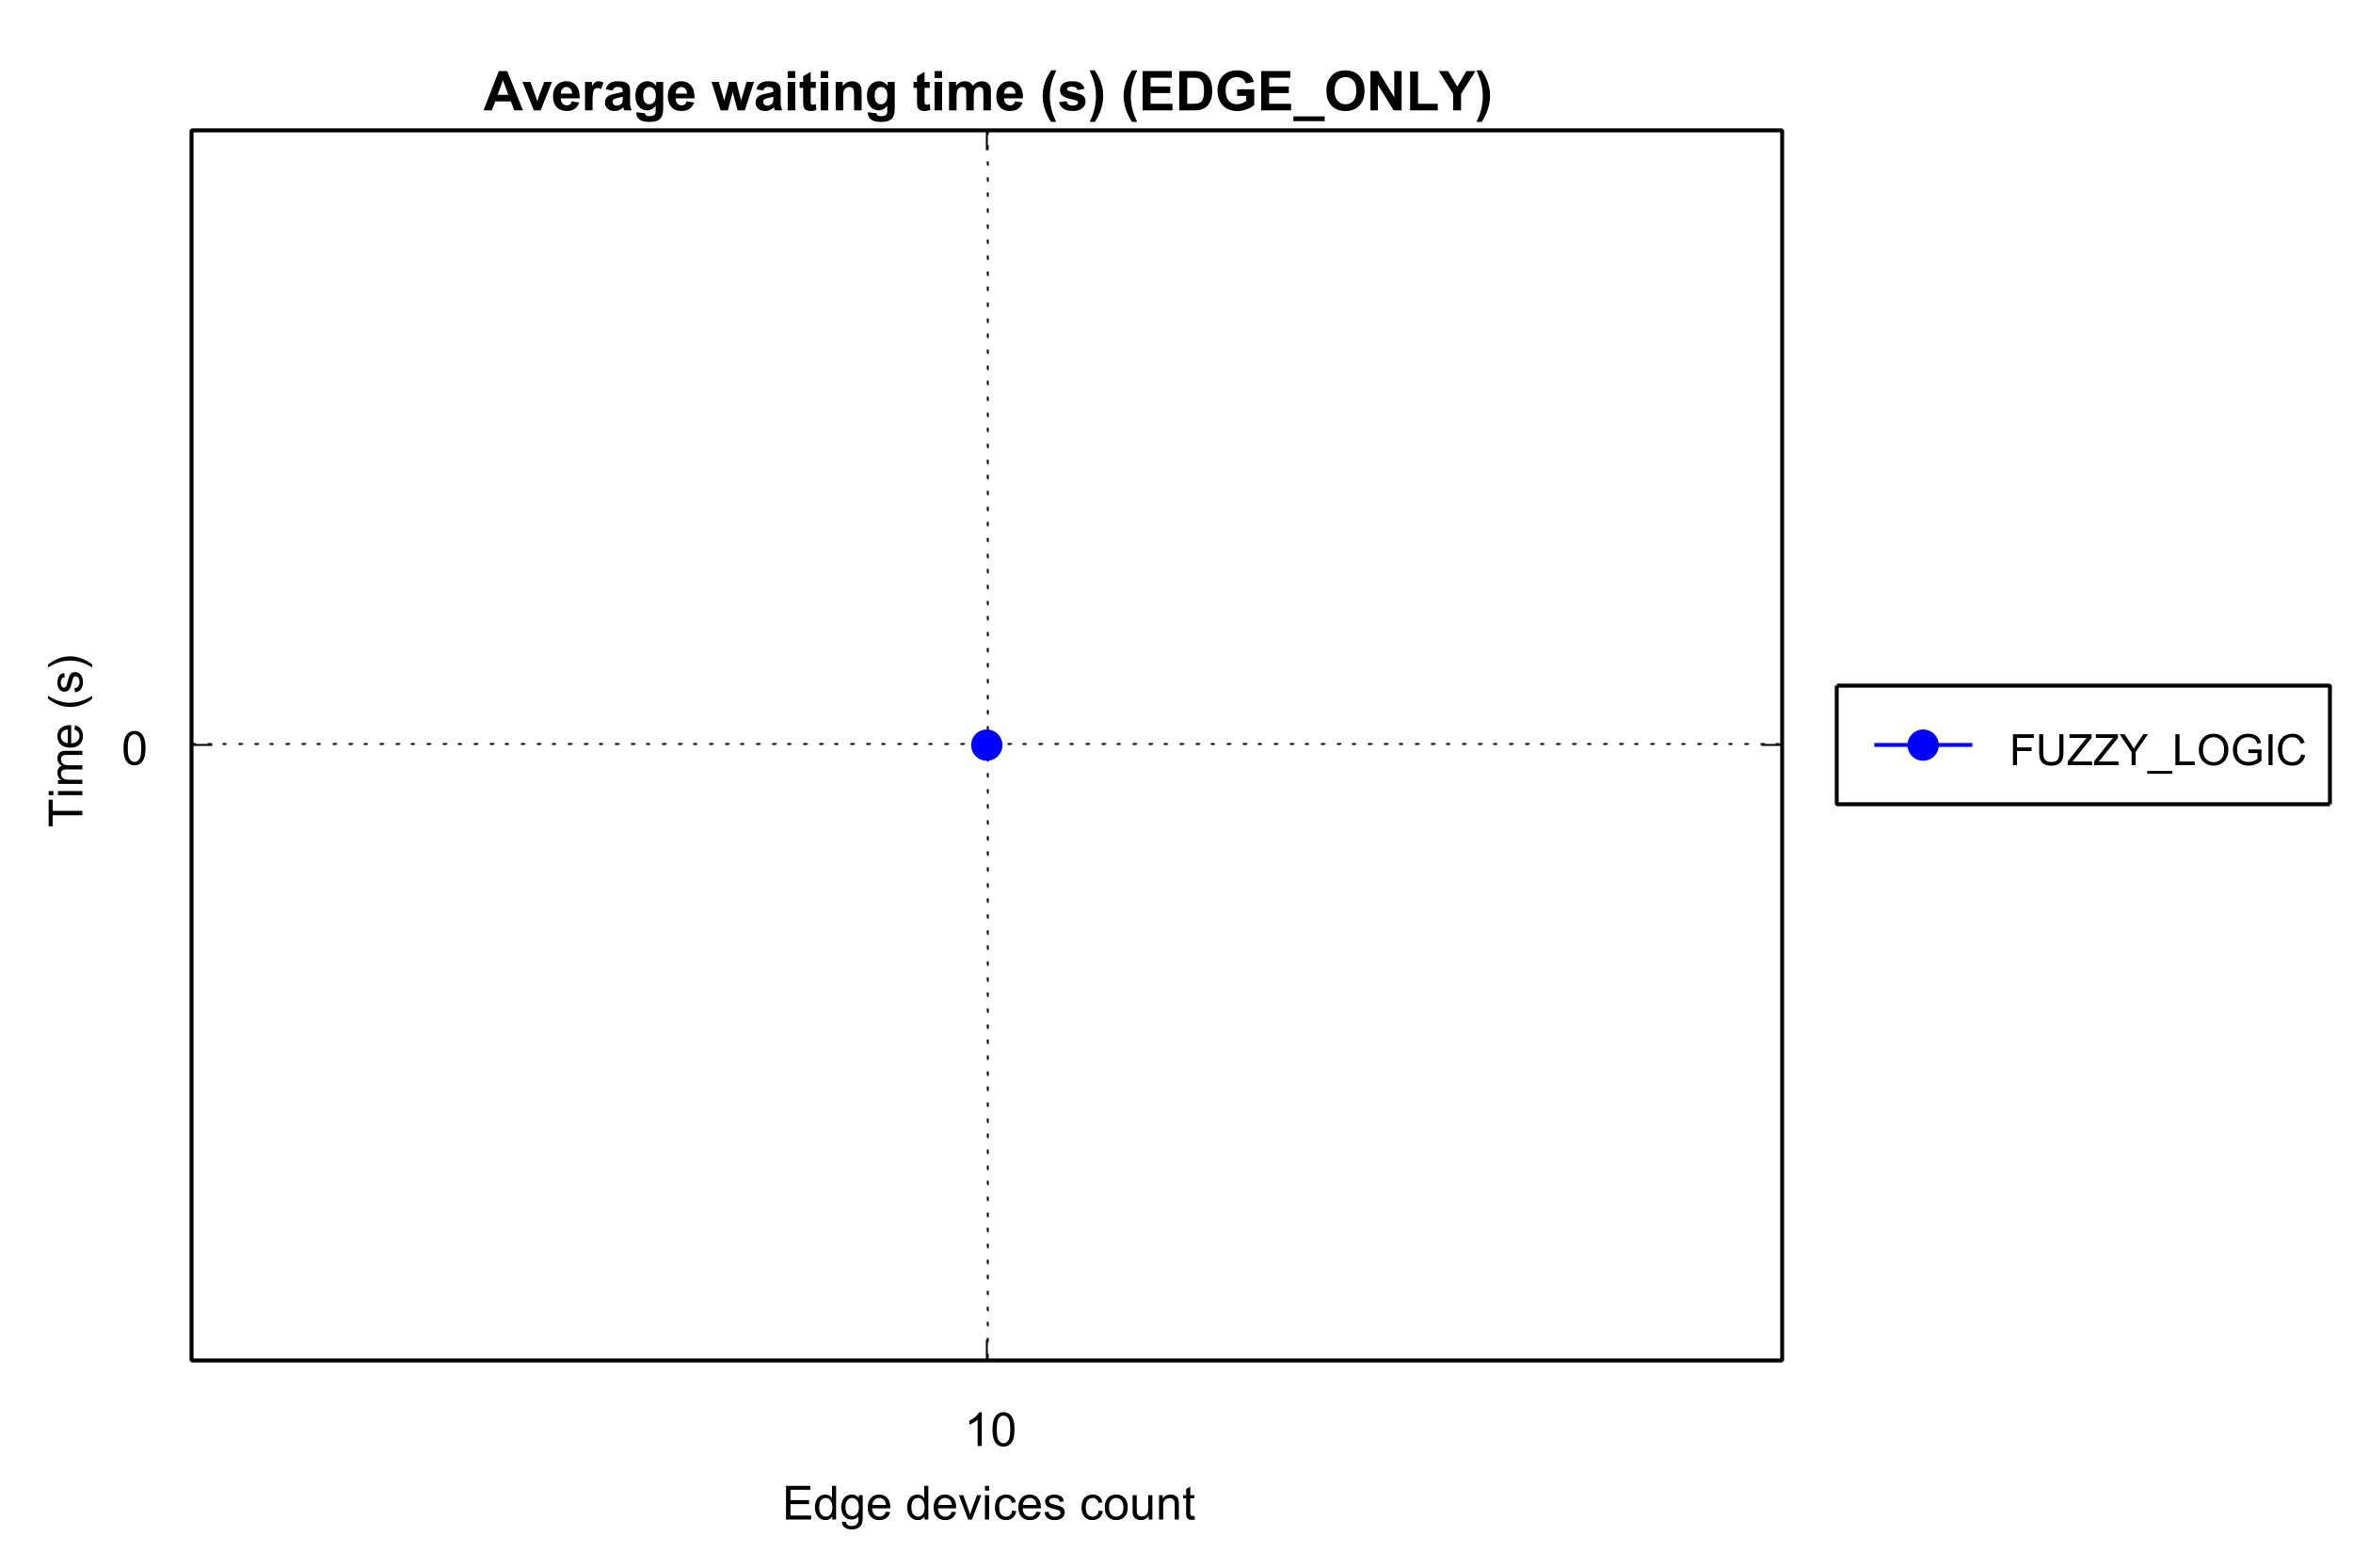 Average waiting time (s) (EDGE_ONLY)
Time (s)
0
FUZZY_LOGIC
10
Edge devices count